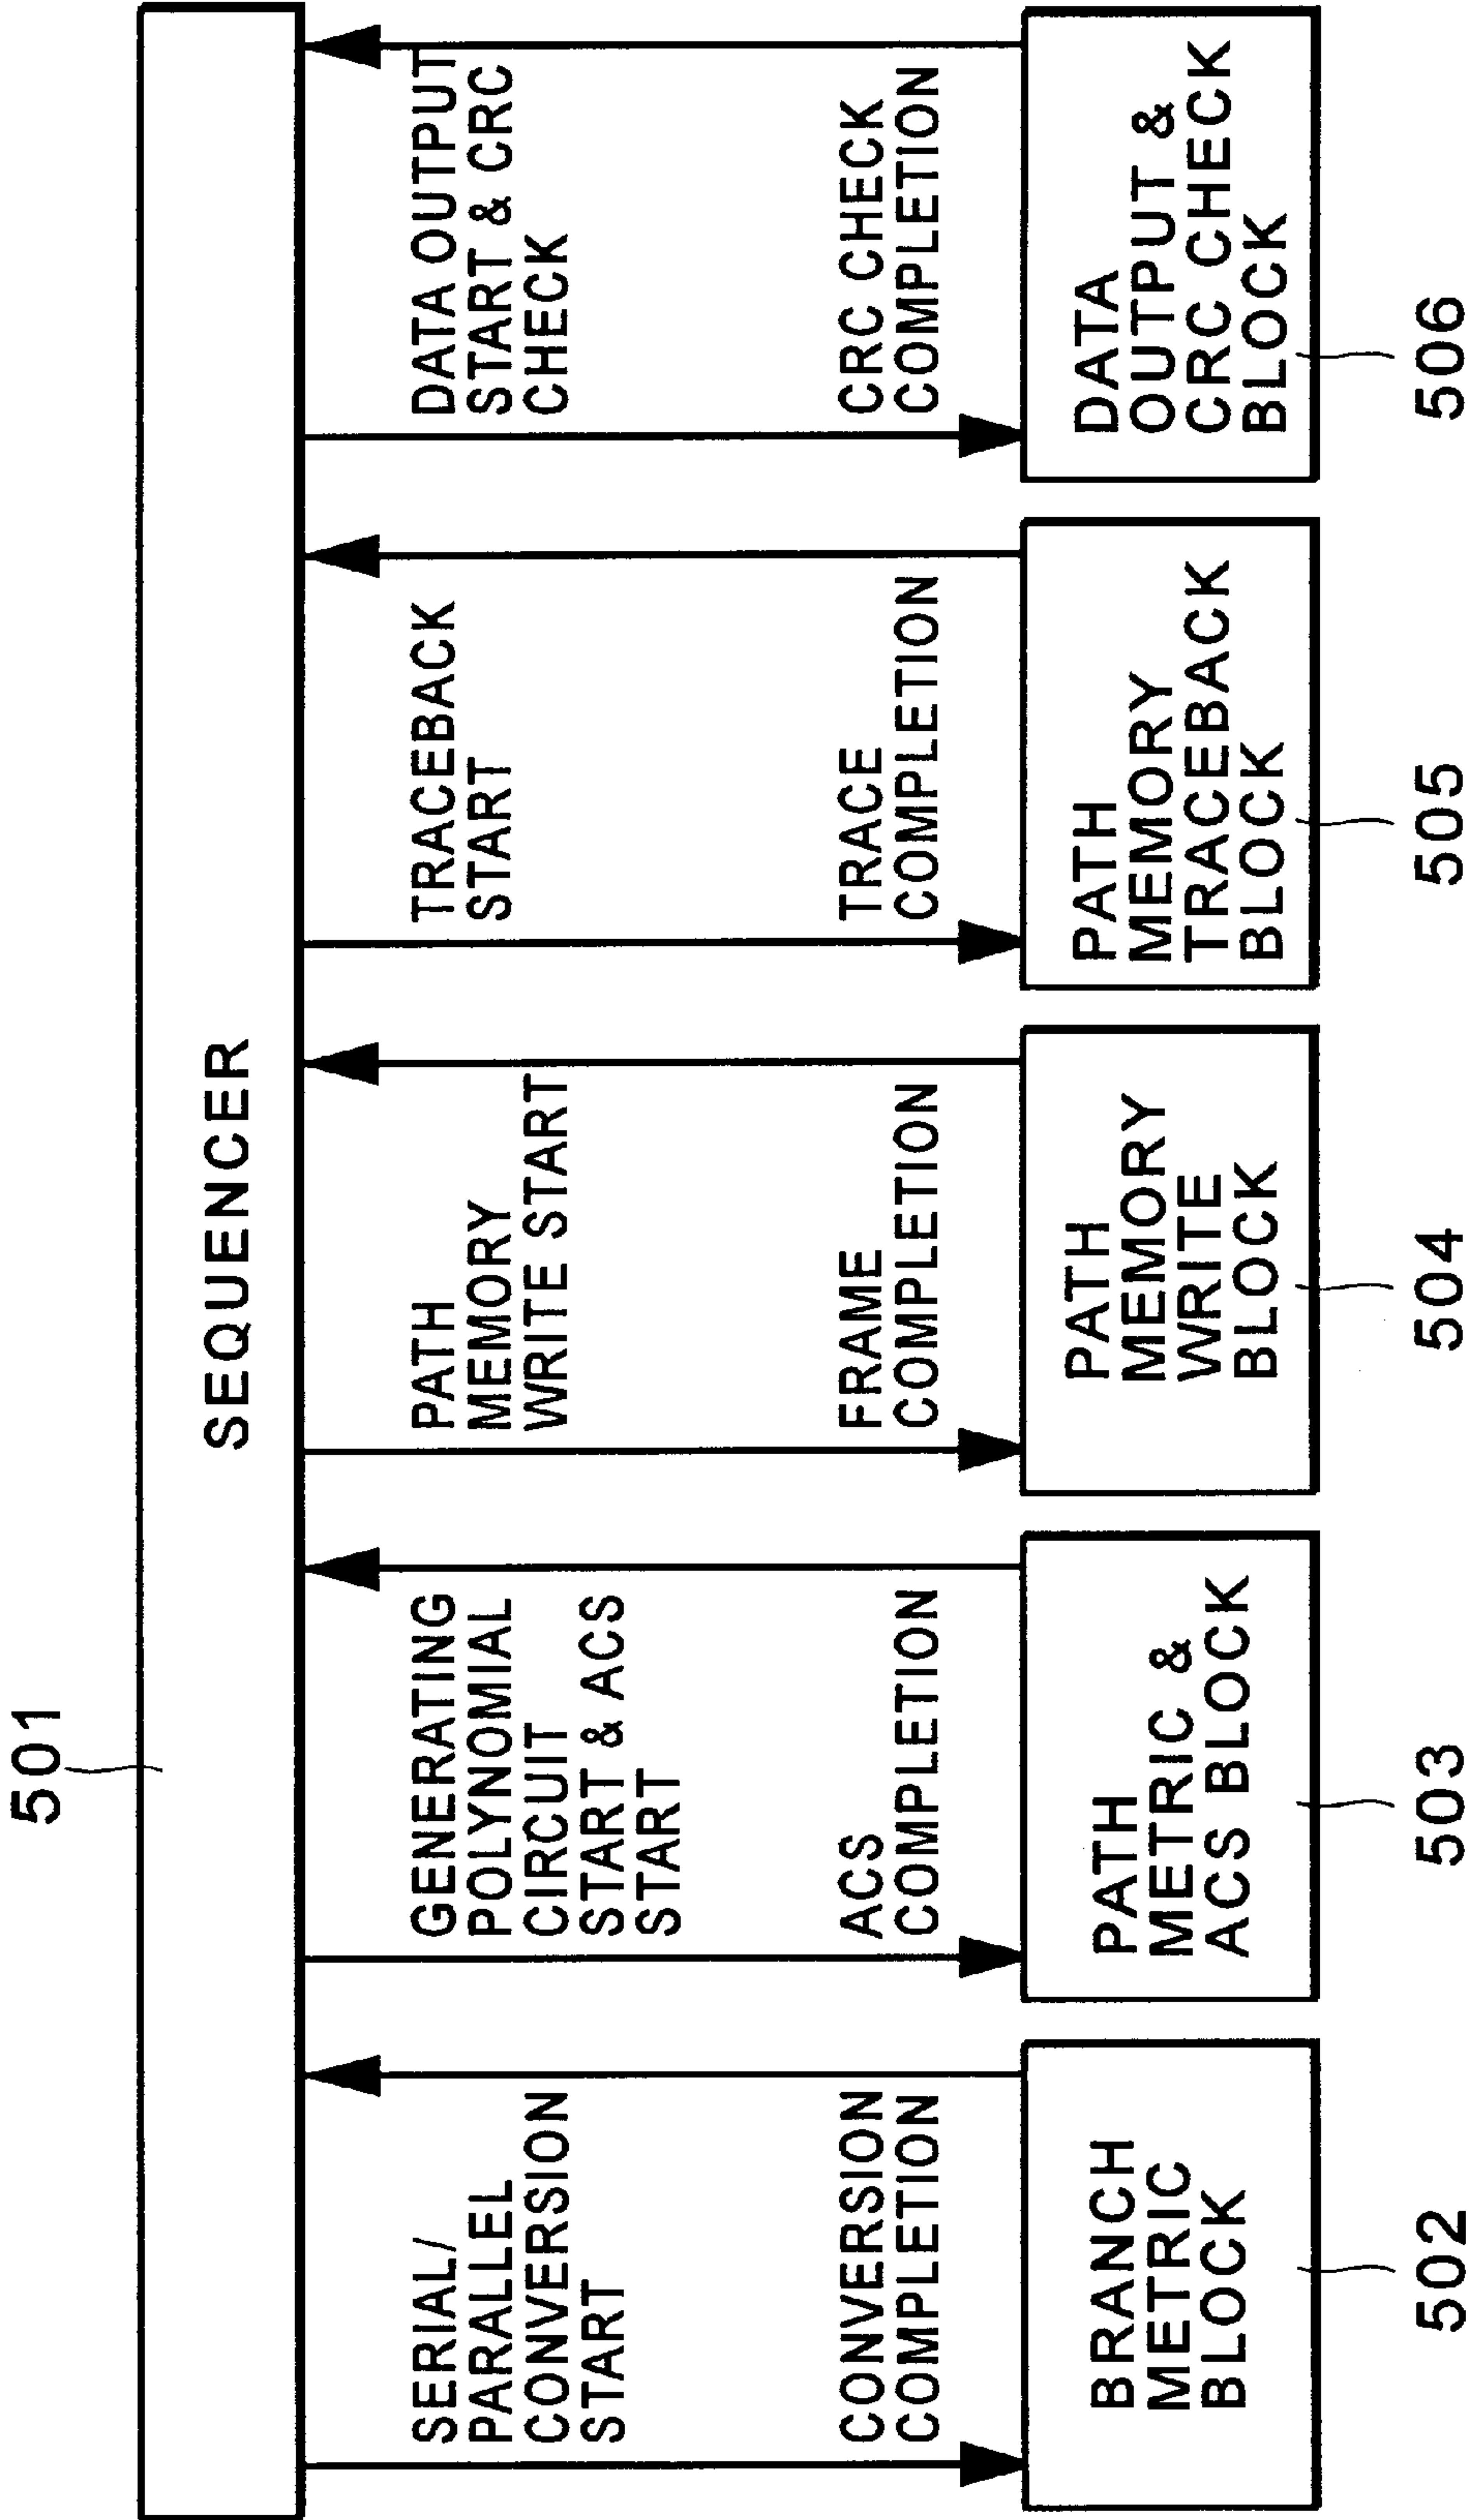 501
SEQUENCER
SERIAL/
PARALLEL
CONVERSION
START
CONVERSION
COMPLETION
GENERATING
POLYNOMIAL
CIRCUIT
START & ACS
START
ACS
COMPLETION
PATH
MEMORY
WRITE START
FRAME
COMPLETION
TRACEBACK
START
TRACE
COMPLETION
DATA OUTPUT
START & CRC
CHECK
CRC CHECK
COMPLETION
BRANCH
METRIC
BLOCK
PATH
METRIC &
ACS BLOCK
PATH
MEMORY
WRITE
BLOCK
PATH
MEMORY
TRACEBACK
BLOCK
DATA
OUTPUT &
CRC CHECK
BLOCK
502
503
504
505
506